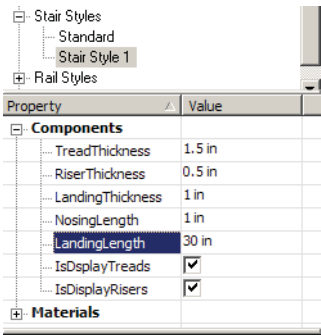 Stair Styles
Standard
Stair Style 1
Rail Styles
Property Value
Components
TreadThickness 1.5 in
RiserThickness 0.5 in
LandingThickness 1 in
NosingLength 1 in
LandingLength 30 in
IsDsplayTreads
IsDisplayRisers
Materials